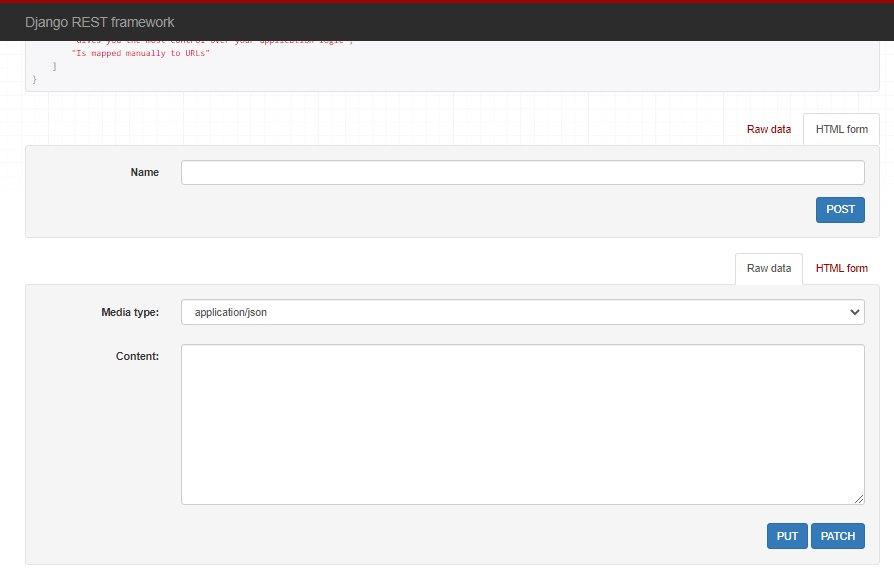 Django REST framework
"Gives you the most control over your application logic",
"Is mapped manually to URLs"
]
}
Raw data
HTML form
Name
POST
Raw data
HTML form
Media type:
application/json
Content:
PUT
PATCH